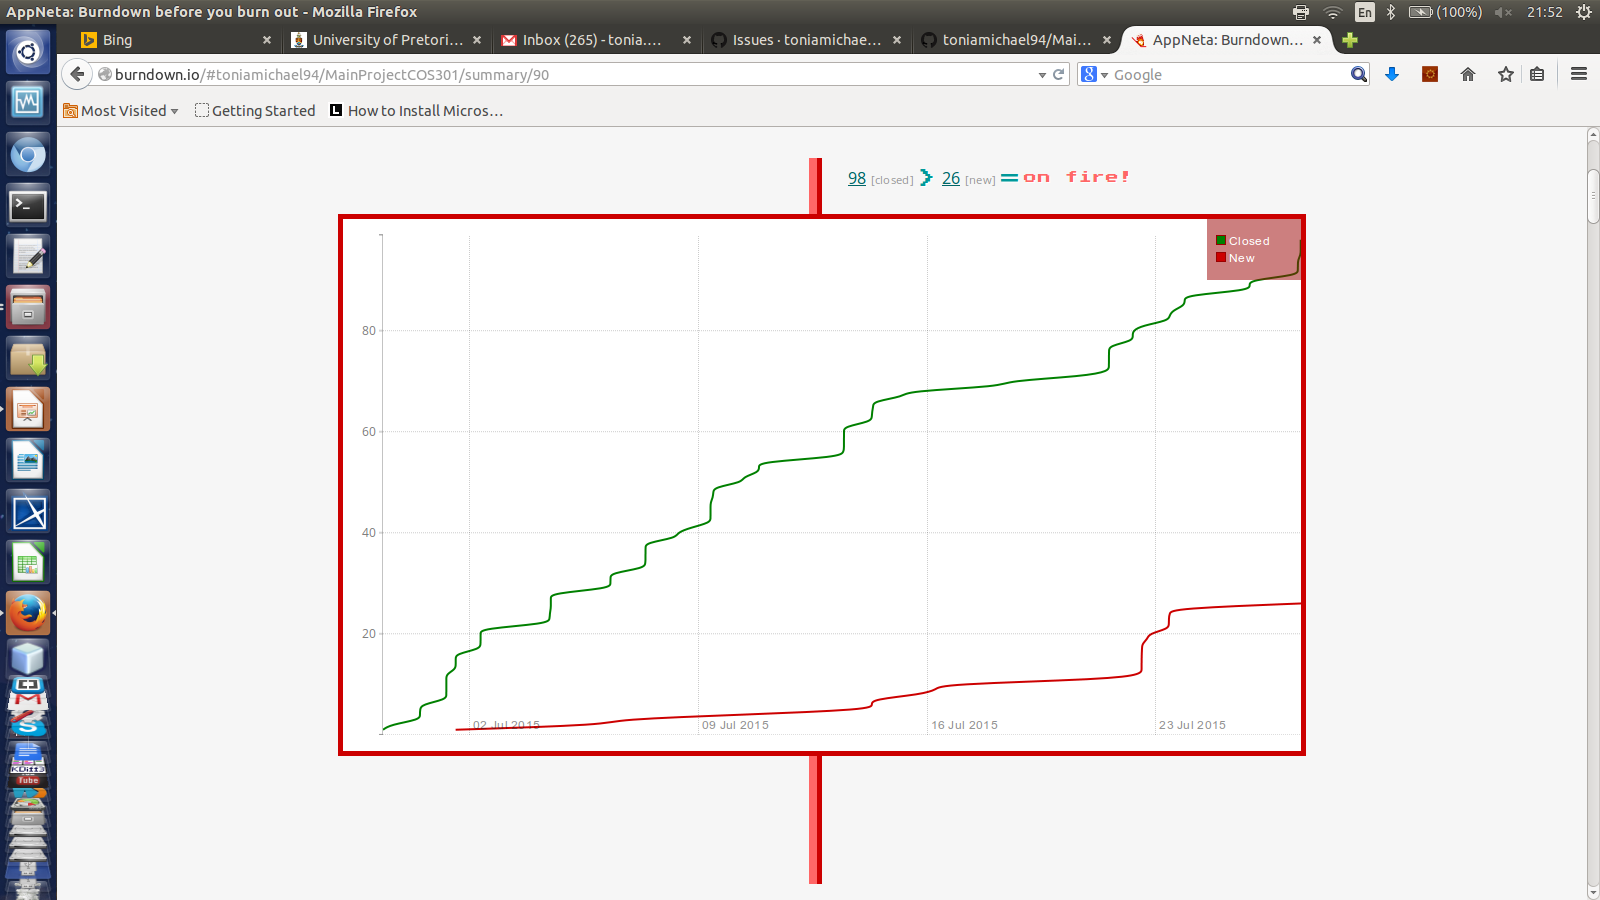 AppNeta: Burndown before you burn out - Mozilla Firefox
En
(100%)
21:52
Bing
University of Pretori...
Inbox (265) - tonia....
Issues · toniamichae...
toniamichael94/Mai...
AppNeta: Burndown...
burndown.io/#toniamichael94/MainProjectCOS301/summary/90
8
Google
Most Visited
Getting Started
L
How to Install Micros...
98 [closed] > 26 [new] = on fire!
Closed
New
80
60
40
20
02 Jul 2015
09 Jul 2015
16 Jul 2015
23 Jul 2015
Tube